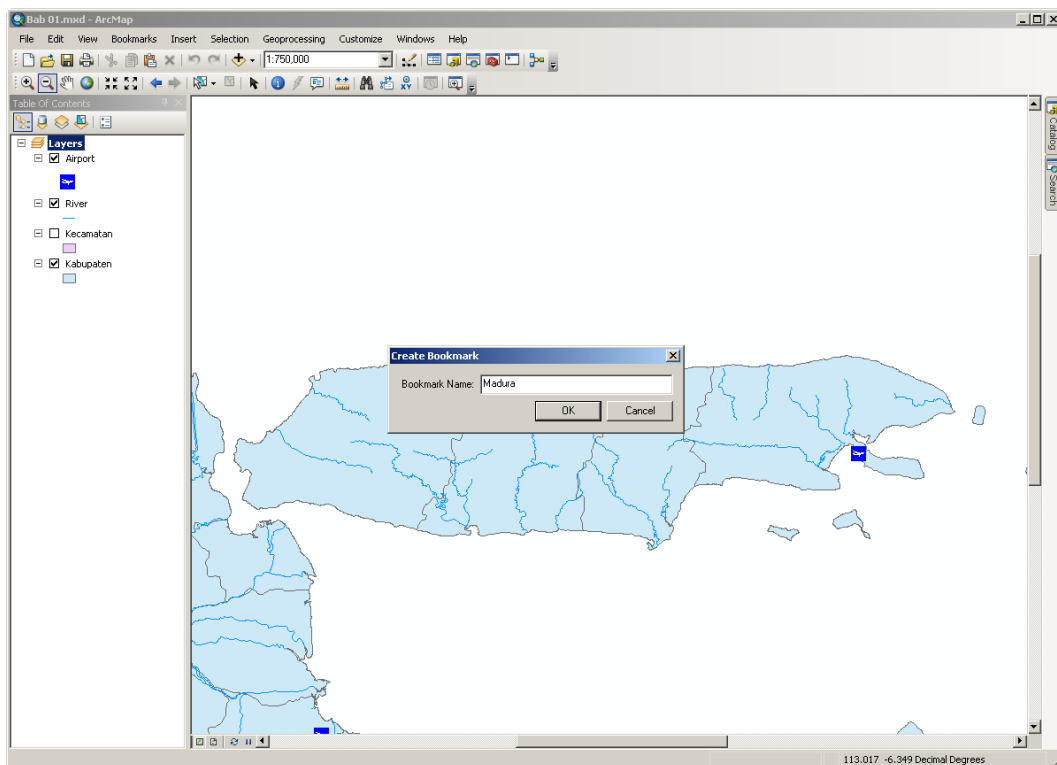 Bab 01.mxd - ArcMap
File Edit View Bookmarks Insert Selection Geoprocessing Customize Windows Help
1:750,000
Table Of Contents
Layers
Airport
River
Kecamatan
Kabupaten
Create Bookmark
Bookmark Name: Madura
OK Cancel
Catalog
Search
113.017 -6.349 Decimal Degrees